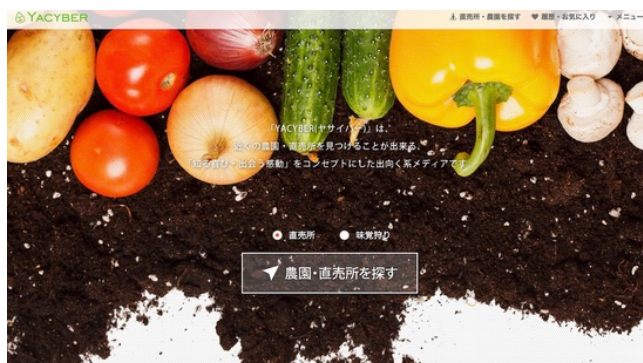 YACYBER
直売所・農園を探す
履歴・お気に入り
メニュー
「YACYBER(ヤサイバー)」は、
近くの農園・直売所を見つけることが出来る、
「知る喜び・出会う感動」をコンセプトにした出向く系メディアです
直売所
味覚狩り
農園・直売所を探す